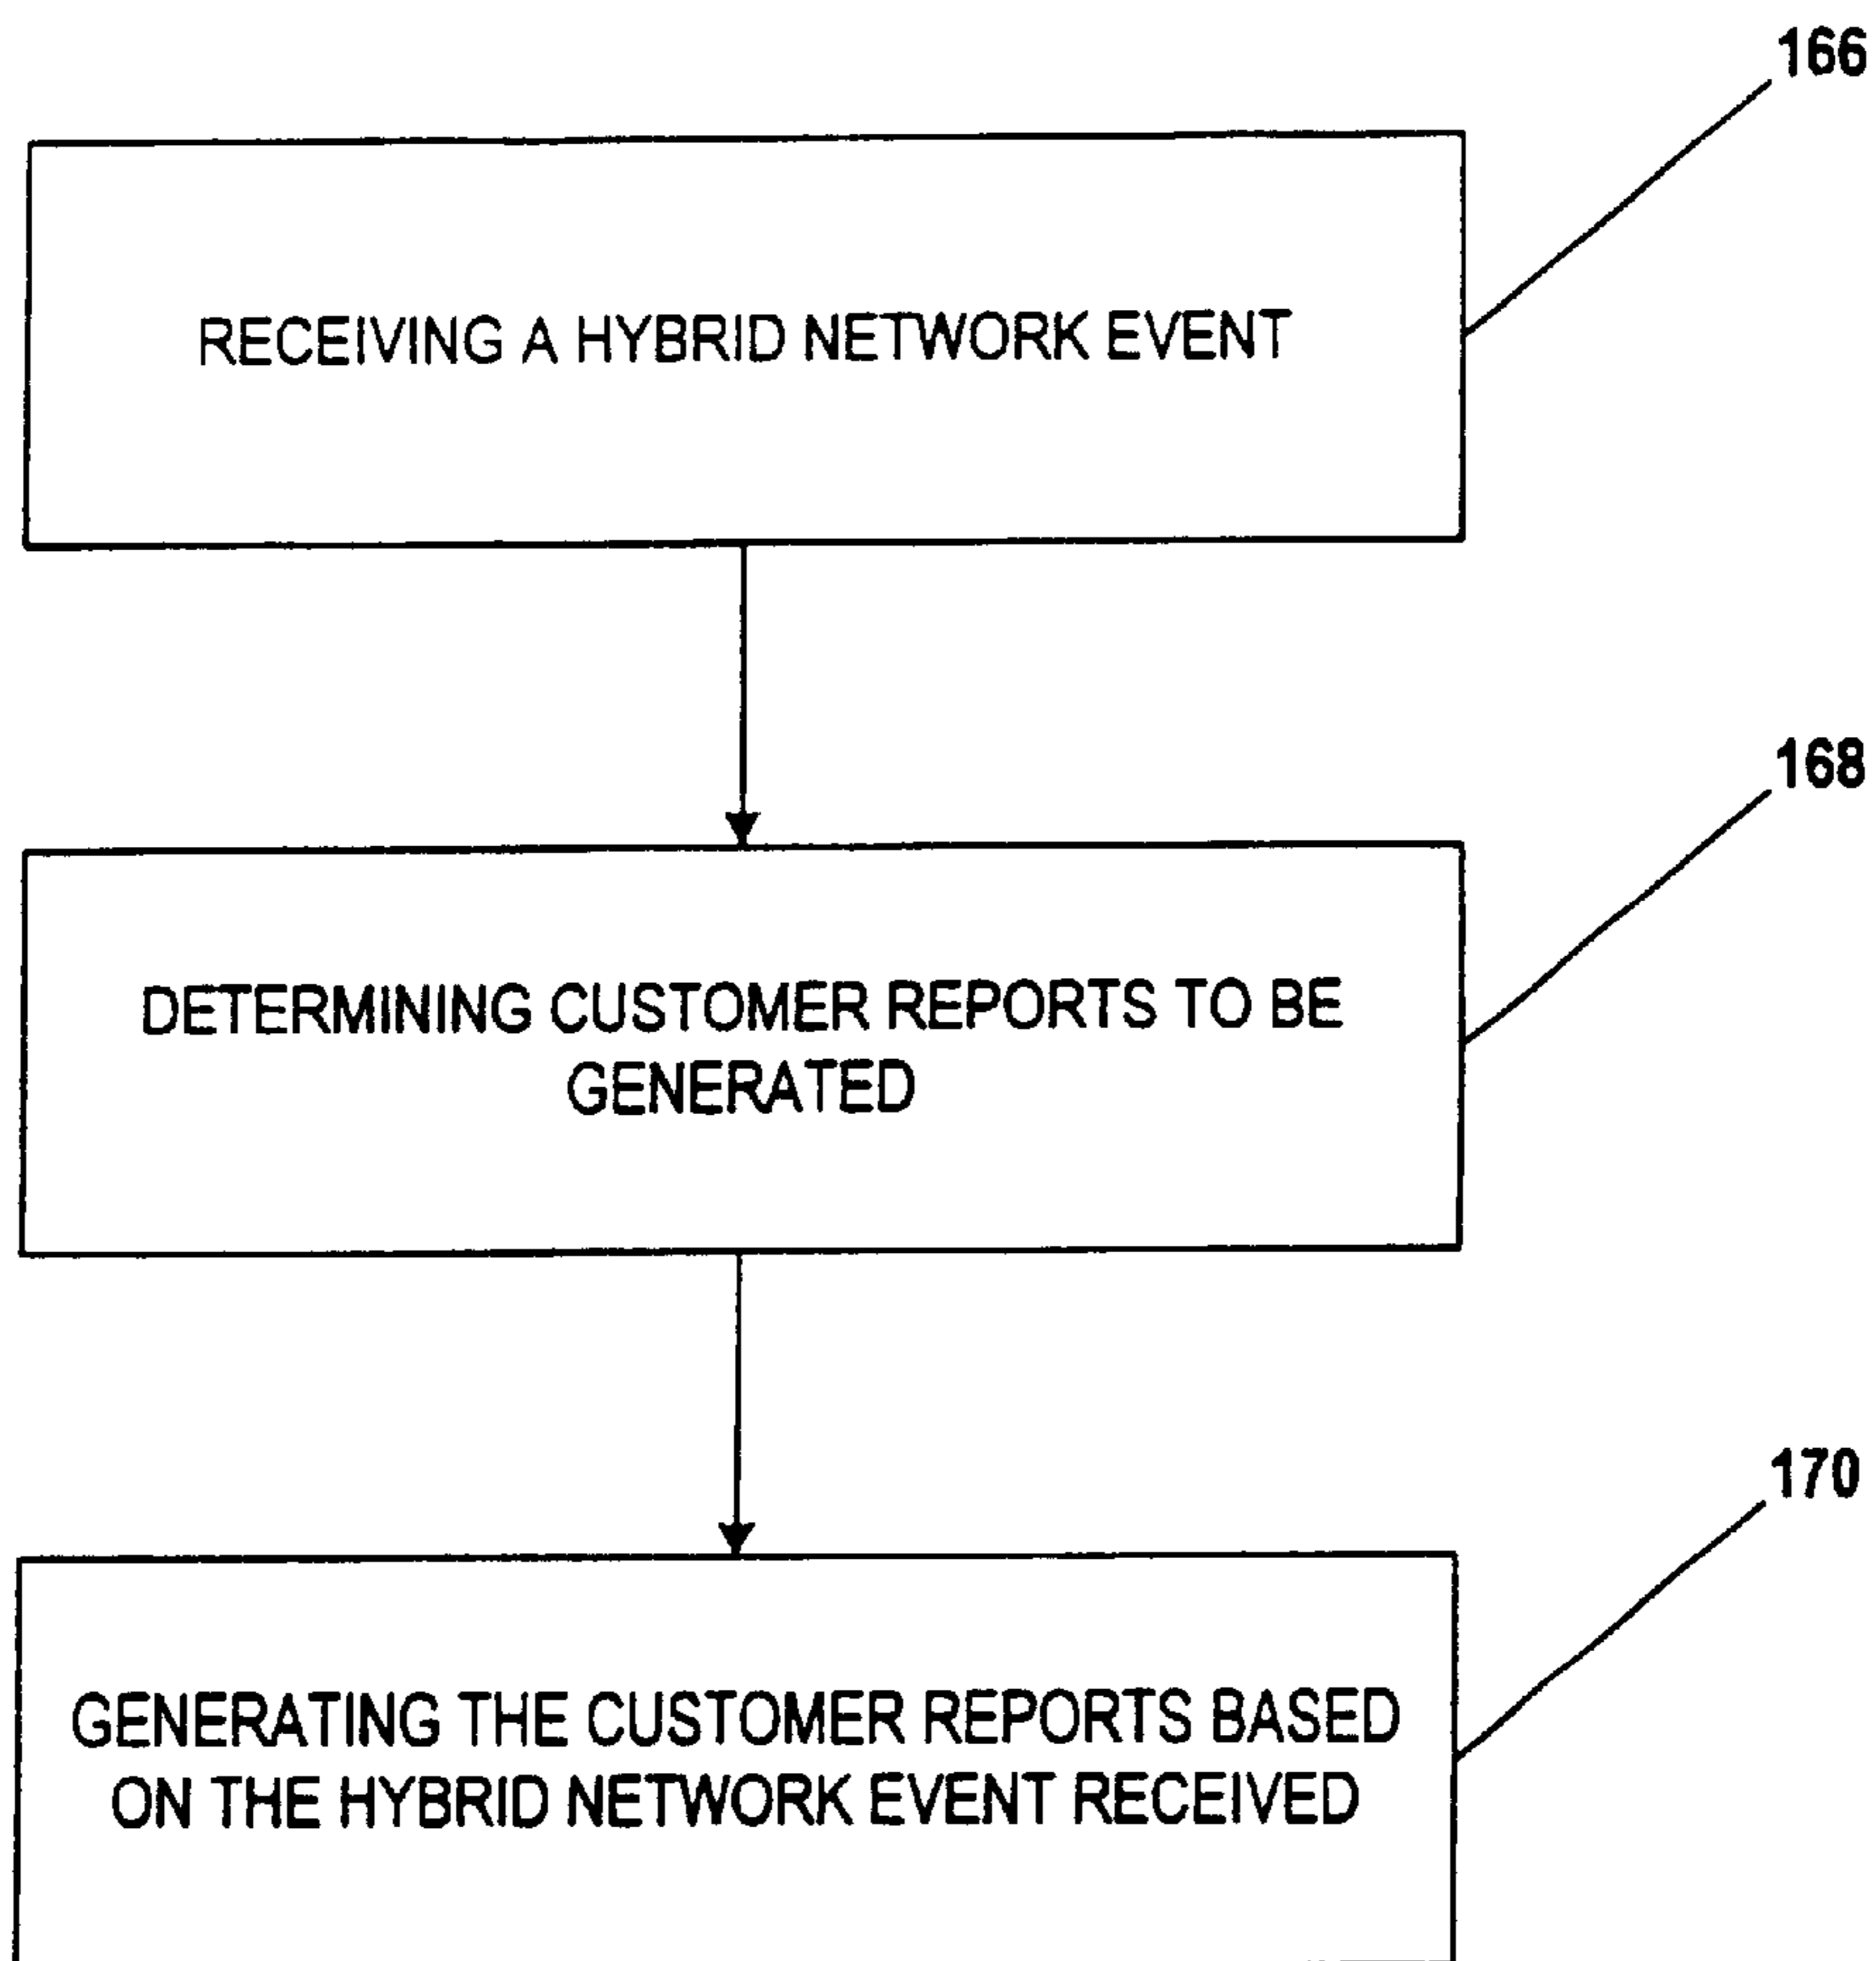 166
RECEIVING A HYBRID NETWORK EVENT
168
DETERMINING CUSTOMER REPORTS TO BE
GENERATED
170
GENERATING THE CUSTOMER REPORTS BASED
ON THE HYBRID NETWORK EVENT RECEIVED